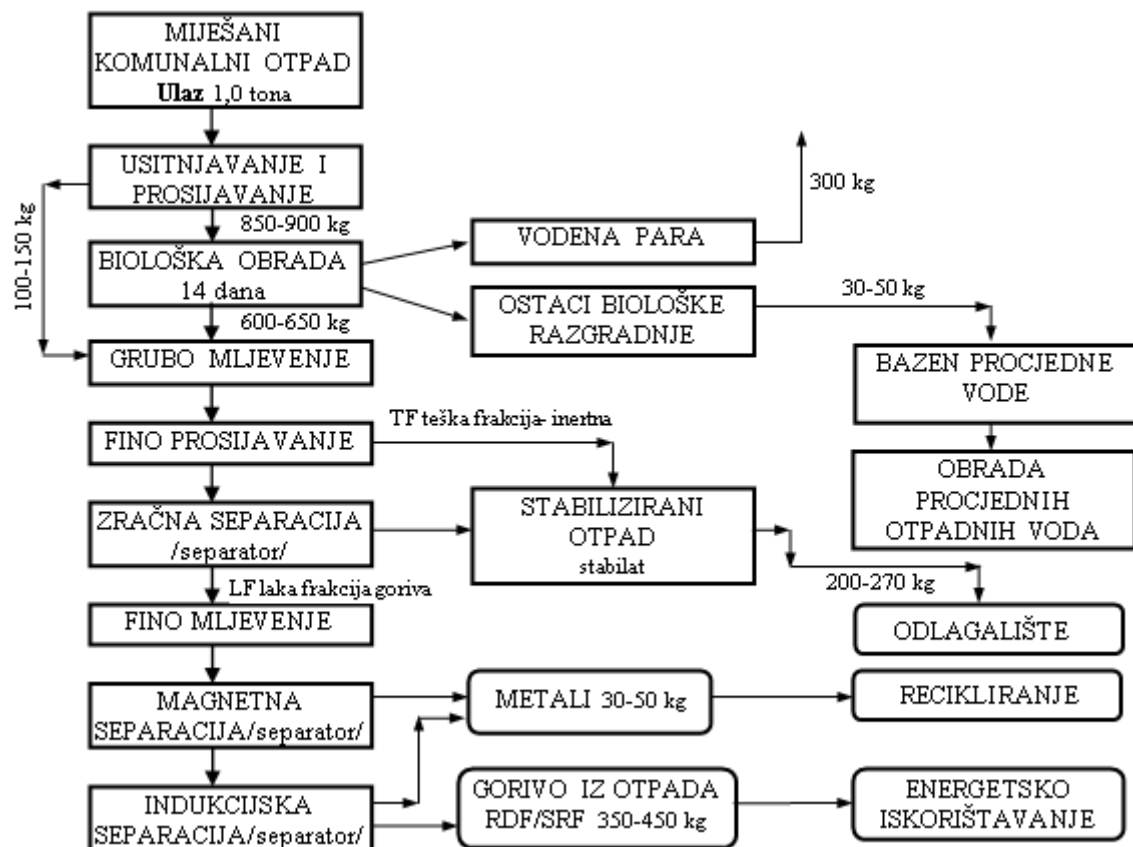 MIJEŠANI
KOMUNALNI OTPAD
Ulaz 1,0 tona
USITNJAVANJE I
PROSIJAVANJE
300 kg
100-150 kg
850-900 kg
BIOLOŠKA OBRADA
14 dana
VODENA PARA
OSTACI BIOLOŠKE
RAZGRADNJE
30-50 kg
600-650 kg
GRUBO MLJEVENJE
BAZEN PROCJEDNE
VODE
FINO PROSIJAVANJE
TF teška frakcija- inertna
OBRADA
PROCJEDNIH
OTPADNIH VODA
ZRAČNA SEPARACIJA
/separator/
STABILIZIRANI
OTPAD
stabilat
200-270 kg
LF laka frakcija goriva
FINO MLJEVENJE
ODLAGALIŠTE
MAGNETNA
SEPARACIJA/separator/
METALI 30-50 kg
RECIKLIRANJE
INDUKCIJSKA
SEPARACIJA/separator/
GORIVO IZ OTPADA
RDF/SRF 350-450 kg
ENERGETSKO
ISKORIŠTAVANJE